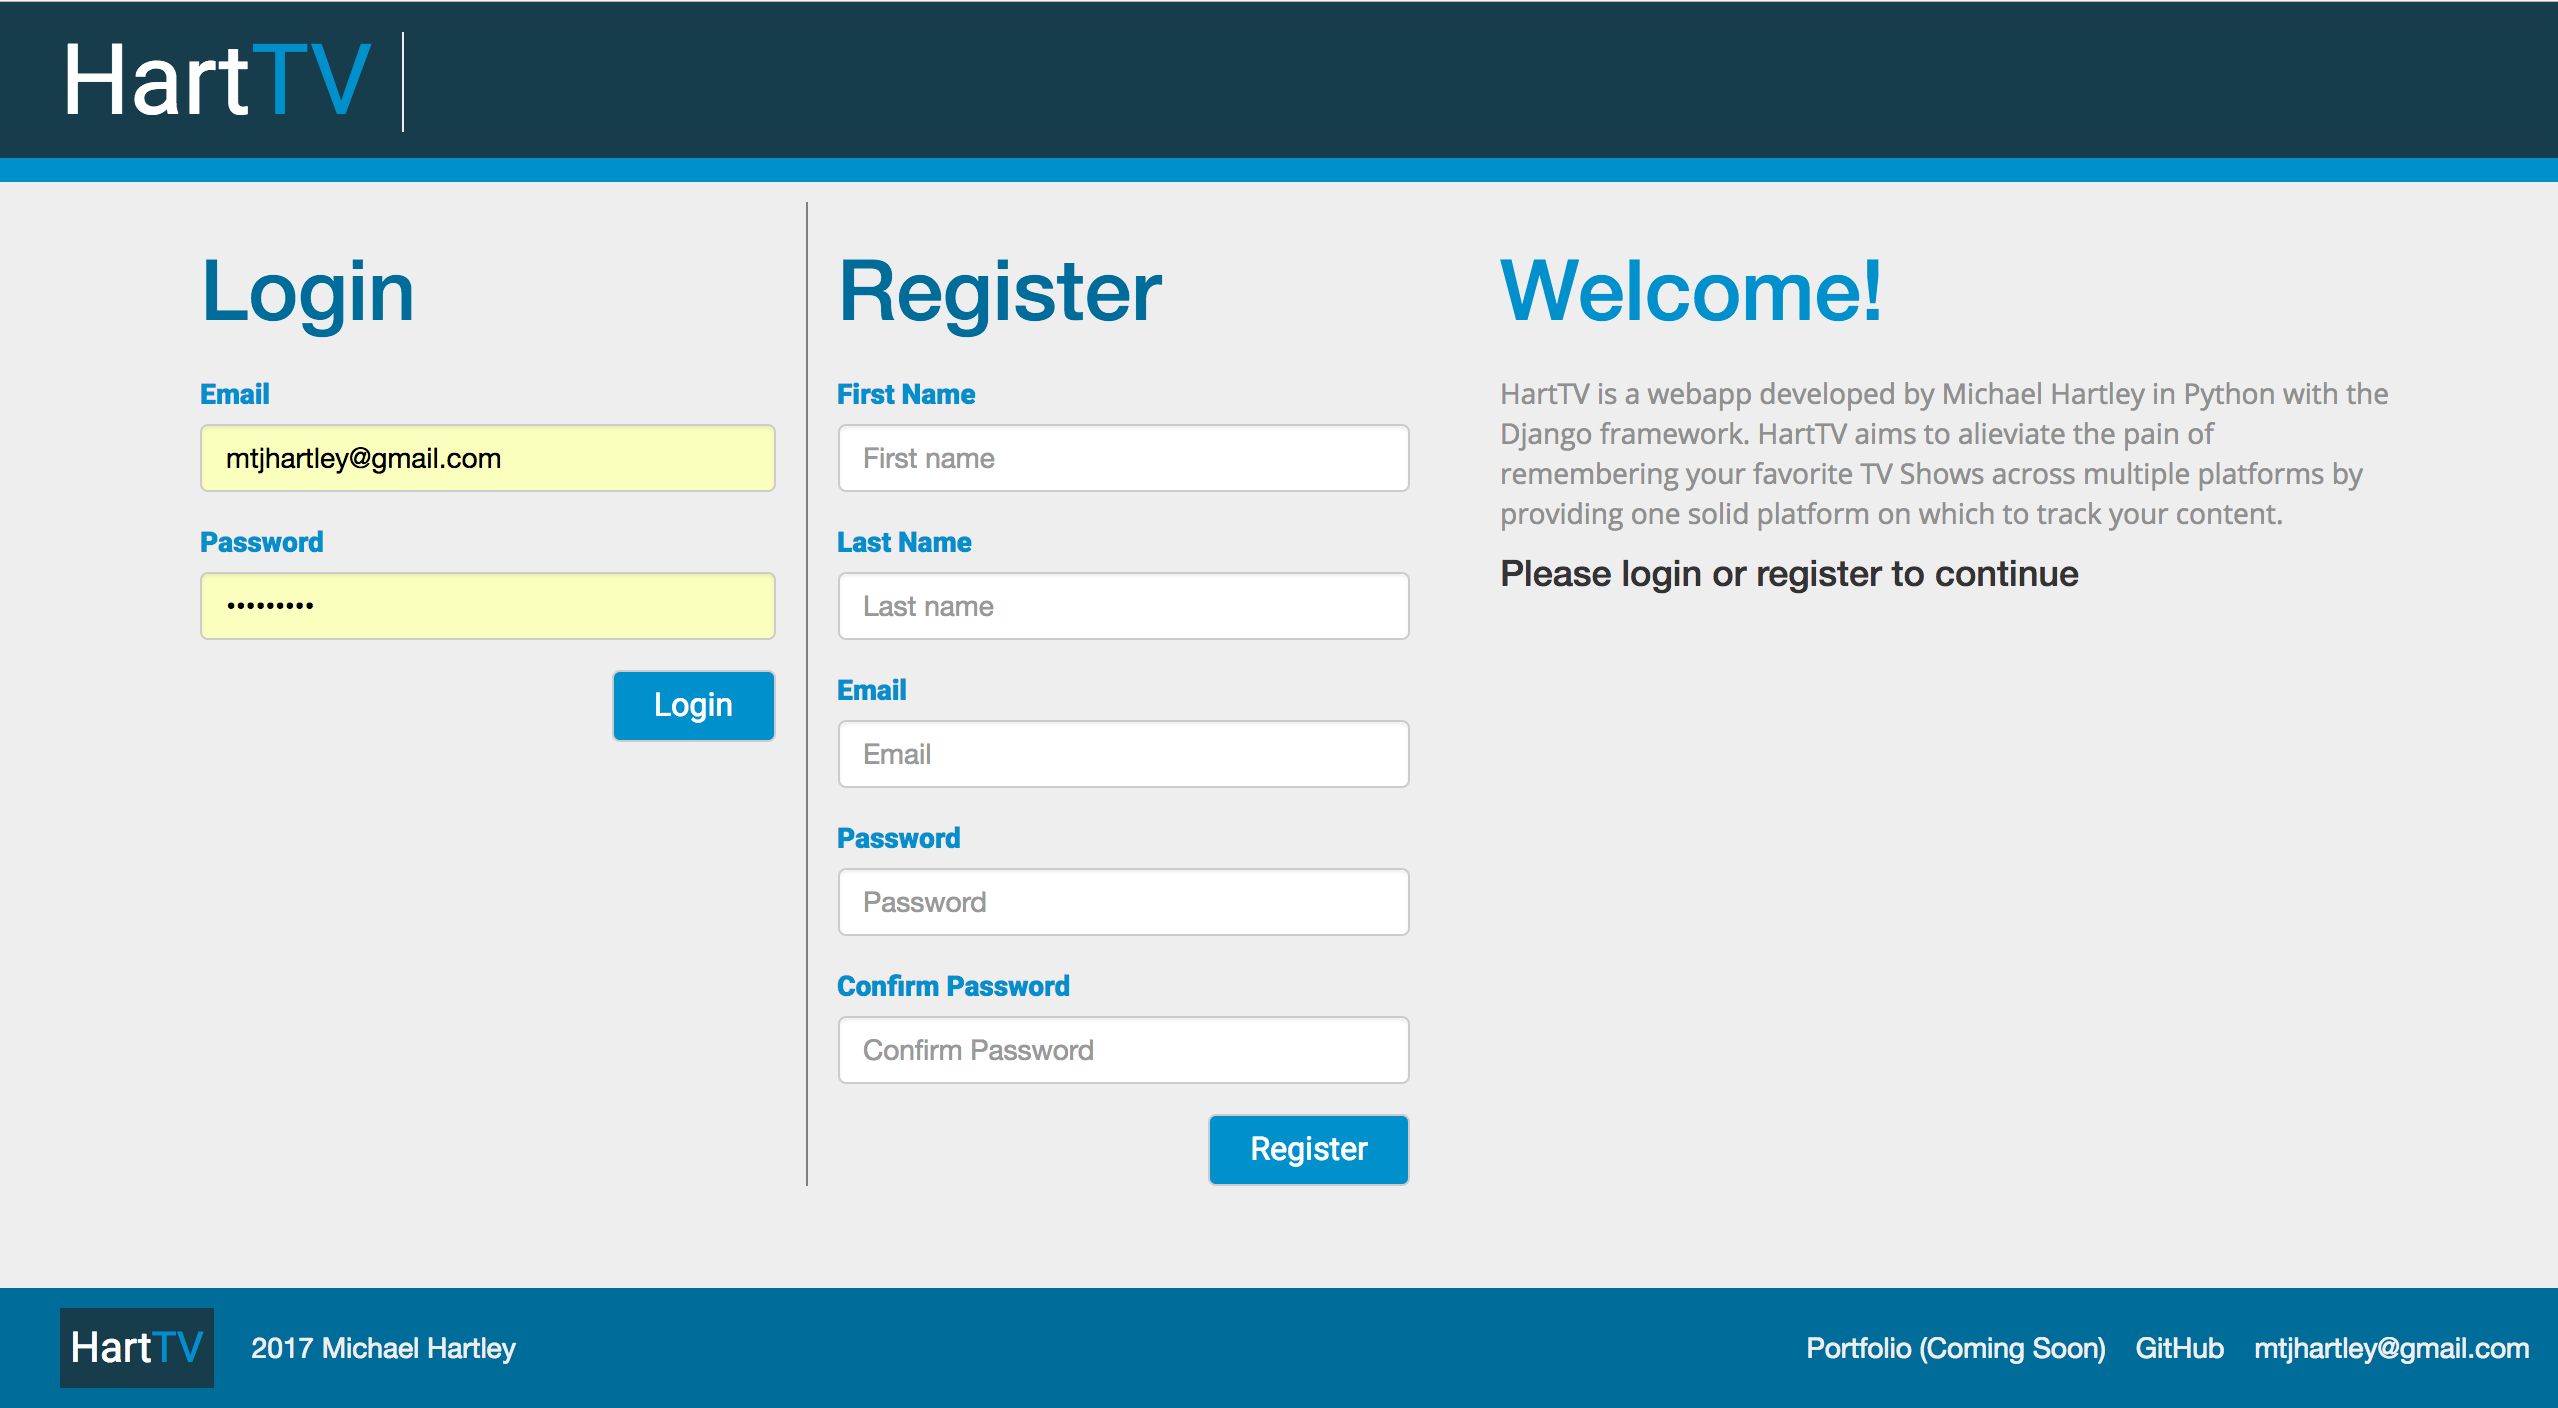 HartTV
Login
Email
mtjhartley@gmail.com
Password
•••••••••
Login
Register
First Name
First name
Last Name
Last name
Email
Email
Password
Password
Confirm Password
Confirm Password
Register
Welcome!
HartTV is a webapp developed by Michael Hartley in Python with the
Django framework. HartTV aims to alieviate the pain of
remembering your favorite TV Shows across multiple platforms by
providing one solid platform on which to track your content.
Please login or register to continue
HartTV
2017 Michael Hartley
Portfolio (Coming Soon) GitHub mtjhartley@gmail.com